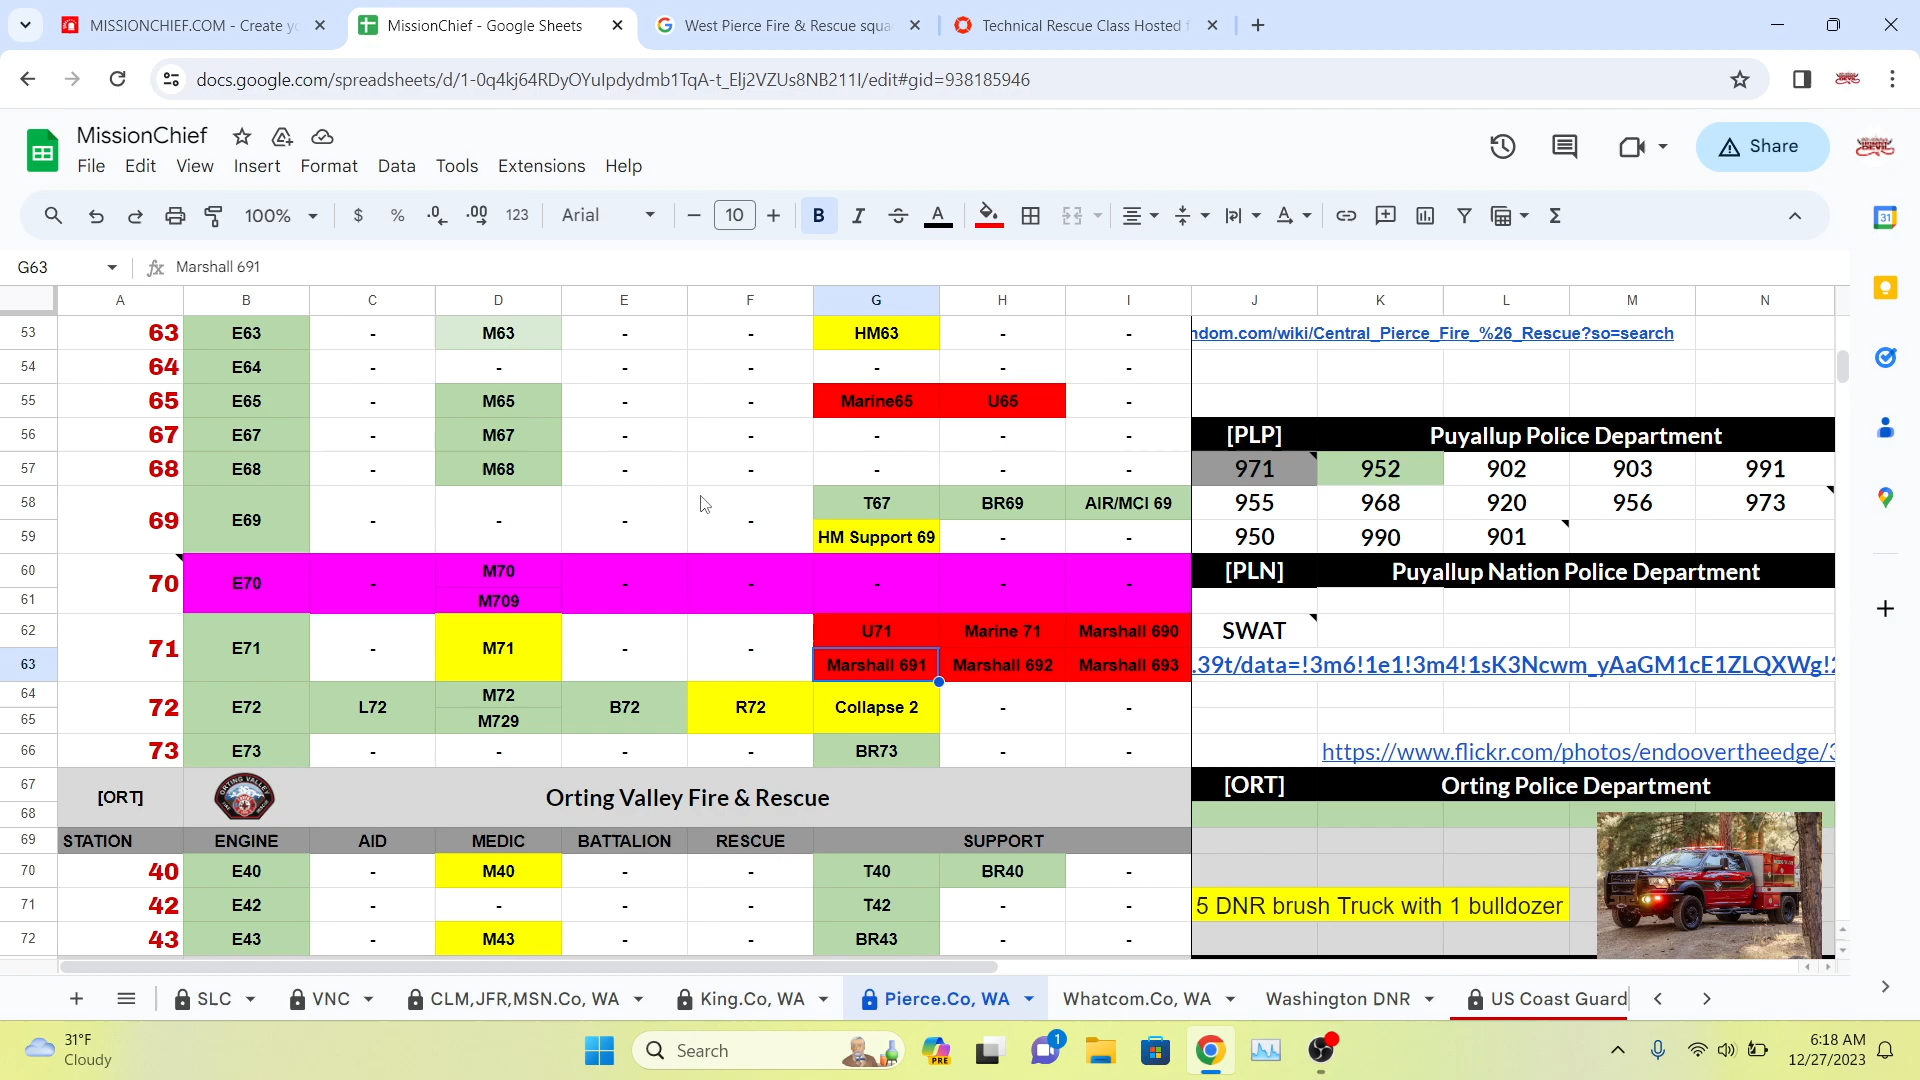 MISSIONCHIEF.COM - Create yo
MissionChief - Google Sheets
West Pierce Fire & Rescue squa
Technical Rescue Class Hosted f
docs.google.com/spreadsheets/d/1-0q4kj64RDyOYuIpdydmb1TqA-t_Elj2VZUs8NB211I/edit#gid=938185946
MissionChief
File Edit View Insert Format Data Tools Extensions Help
Share
100% $ % .0 .00 123 Arial 10 B I
G63 fx Marshall 691
A B C D E F G H I J K L M N
53 63 E63 - M63 - - HM63 - - ndom.com/wiki/Central_Pierce_Fire_%26_Rescue?so=search
54 64 E64 - - - - - - -
55 65 E65 - M65 - - Marine65 U65 -
56 67 E67 - M67 - - - - - [PLP] Puyallup Police Department
57 68 E68 - M68 - - - - - 971 952 902 903 991
58 69 E69 - - - - T67 BR69 AIR/MCI 69 955 968 920 956 973
59 HM Support 69 - - 950 990 901
60 70 E70 - M70 - - - - - [PLN] Puyallup Nation Police Department
61 M709
62 71 E71 - M71 - - U71 Marine 71 Marshall 690 SWAT
63 Marshall 691 Marshall 692 Marshall 693 .39t/data=!3m6!1e1!3m4!1sK3Ncwm_yAaGM1cE1ZLQXWg!2
64 72 E72 L72 M72 B72 R72 Collapse 2 - -
65 M729
66 73 E73 - - - - BR73 - - https://www.flickr.com/photos/endoovertheedge/3
67 [ORT] Orting Valley Fire & Rescue [ORT] Orting Police Department
68
69 STATION ENGINE AID MEDIC BATTALION RESCUE SUPPORT
70 40 E40 - M40 - - T40 BR40 -
71 42 E42 - - - - T42 - - 5 DNR brush Truck with 1 bulldozer
72 43 E43 - M43 - - BR43 - -
SLC VNC CLM,JFR,MSN.Co, WA King.Co, WA Pierce.Co, WA Whatcom.Co, WA Washington DNR US Coast Guard
31°F
Cloudy
Search
PRE
1
6:18 AM
12/27/2023